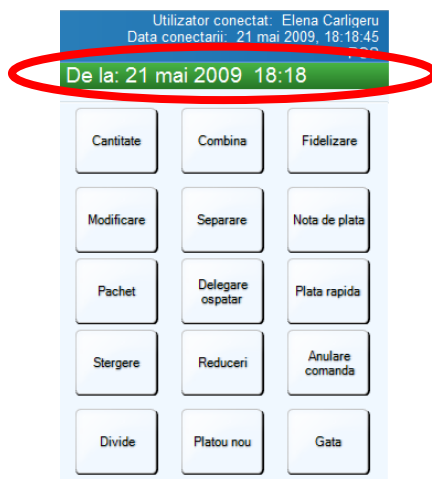 Utilizator conectat: Elena Carligeru
Data conectarii: 21 mai 2009, 18:18:45
De la: 21 mai 2009 18:18
Cantitate Combina Fidelizare
Modificare Separare Nota de plata
Pachet Delegare ospatar Plata rapida
Stergere Reduceri Anulare comanda
Divide Platou nou Gata